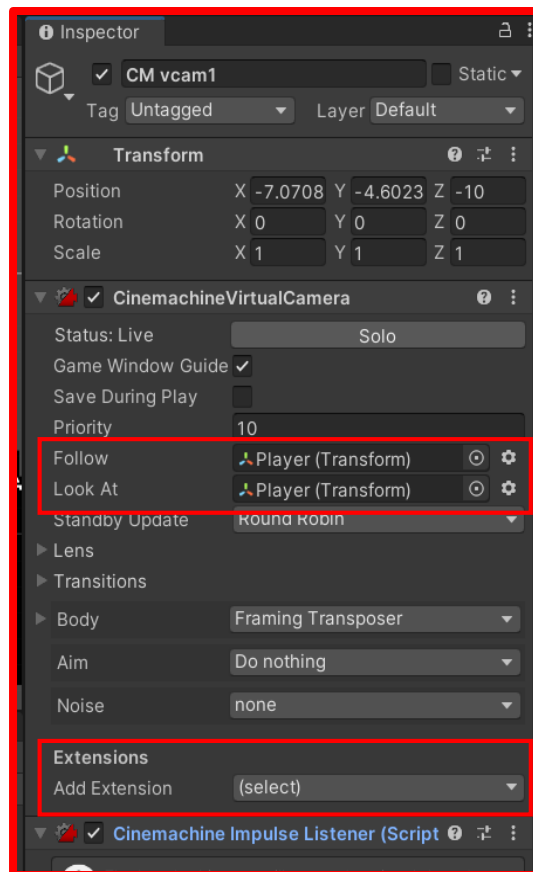 Inspector
CM vcam1 Static
Tag Untagged Layer Default
Transform
Position X -7.0708 Y -4.6023 Z -10
Rotation X 0 Y 0 Z 0
Scale X 1 Y 1 Z 1
CinemachineVirtualCamera
Status: Live Solo
Game Window Guide
Save During Play
Priority 10
Follow Player (Transform)
Look At Player (Transform)
Standby Update Round Robin
Lens
Transitions
Body Framing Transposer
Aim Do nothing
Noise none
Extensions
Add Extension (select)
Cinemachine Impulse Listener (Script